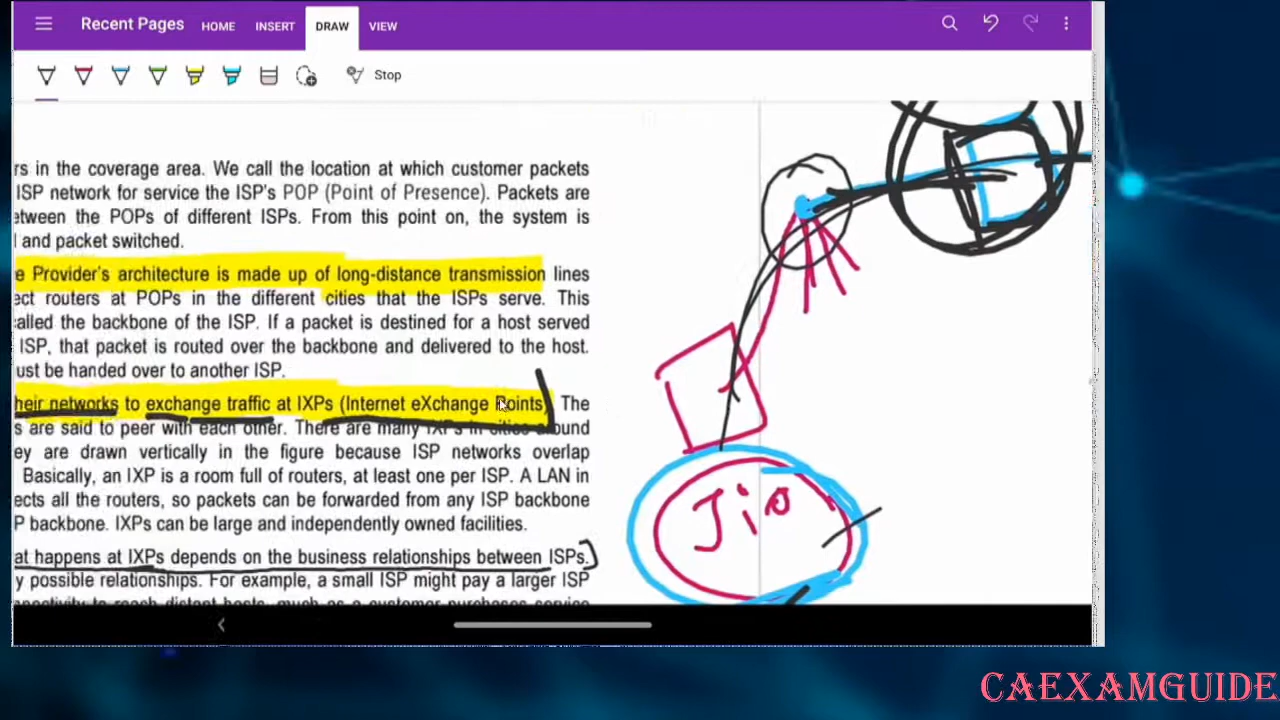 Recent Pages HOME INSERT DRAW VIEW
Stop
rs in the coverage area. We call the location at which customer packets
ISP network for service the ISP's POP (Point of Presence). Packets are
etween the POPs of different ISPs. From this point on, the system is
l and packet switched.
e Provider's architecture is made up of long-distance transmission lines
ect routers at POPs in the different cities that the ISPs serve. This
alled the backbone of the ISP. If a packet is destined for a host served
ISP, that packet is routed over the backbone and delivered to the host.
ust be handed over to another ISP.
heir networks to exchange traffic at IXPs (Internet eXchange Points). The
s are said to peer with each other. There are many IXPs in cities around
ey are drawn vertically in the figure because ISP networks overlap
Basically, an IXP is a room full of routers, at least one per ISP. A LAN in
ects all the routers, so packets can be forwarded from any ISP backbone
P backbone. IXPs can be large and independently owned facilities.
at happens at IXPs depends on the business relationships between ISPs.
y possible relationships. For example, a small ISP might pay a larger ISP
to reach distant hosts, much as a customer purchases service
Jio
CAEXAMGUIDE